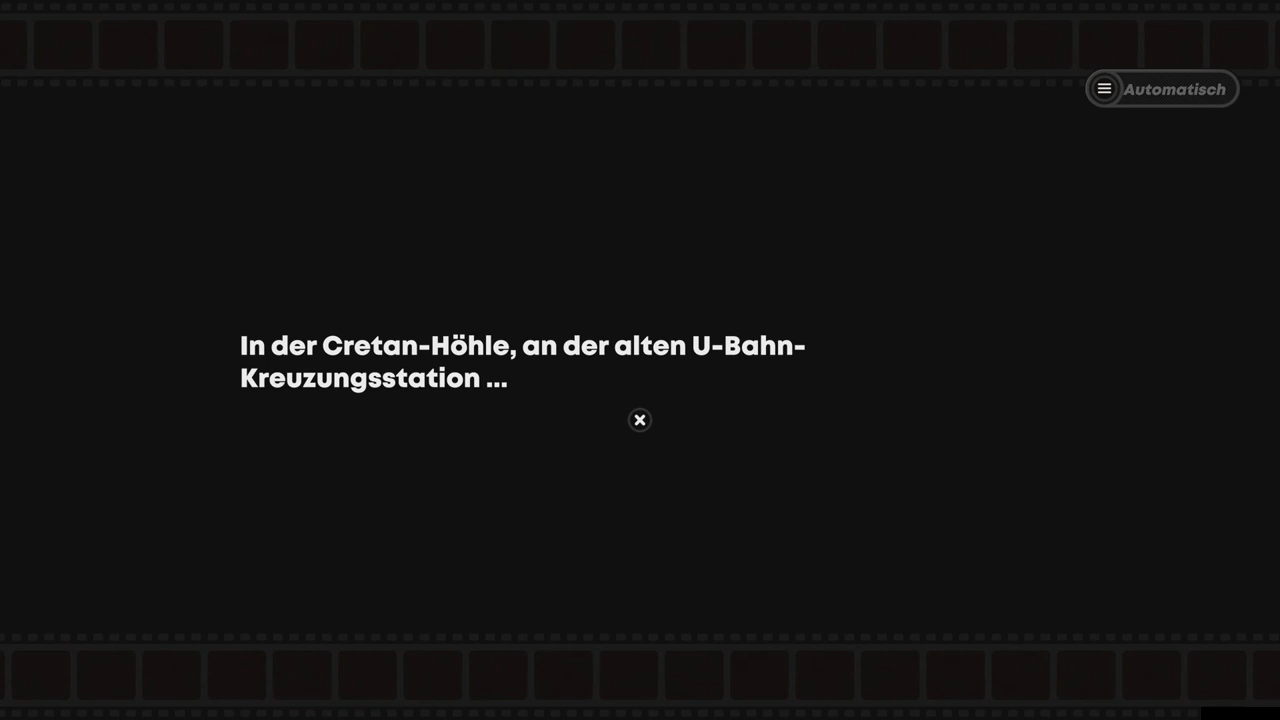 Automatisch
In der Cretan-Höhle, an der alten U-Bahn-
Kreuzungsstation ...